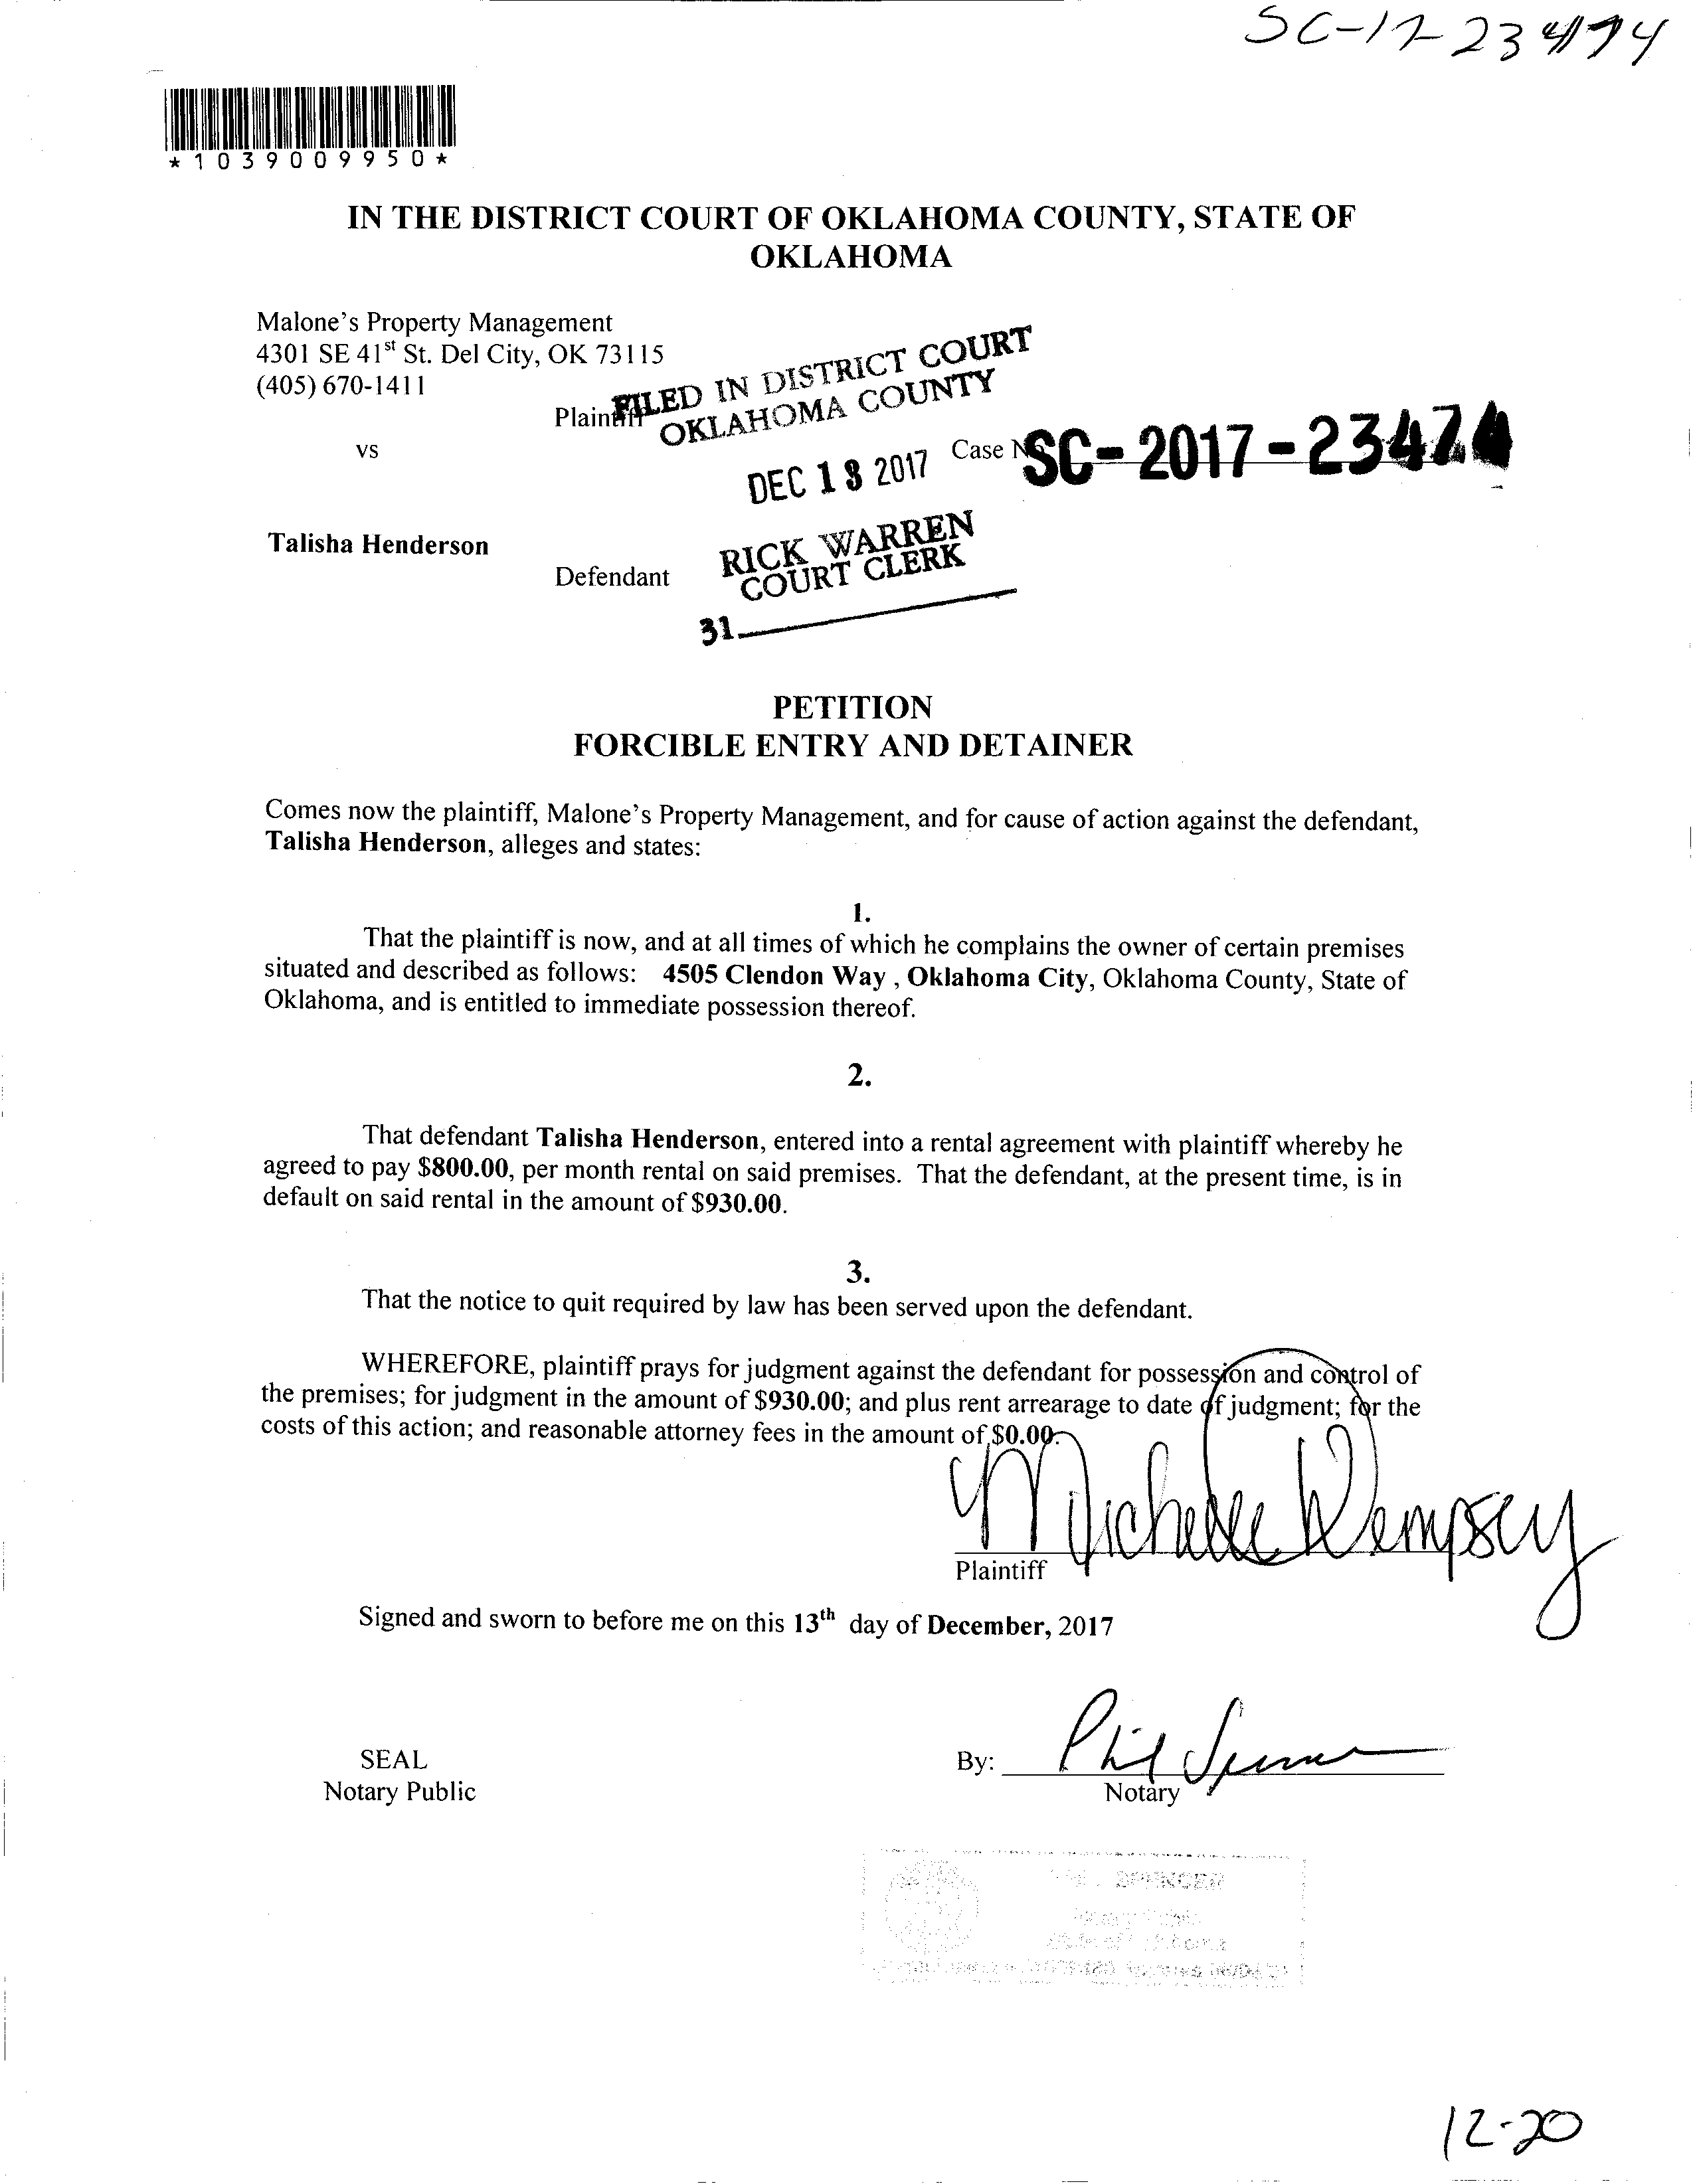 SC-17-23474
*1039009950*
IN THE DISTRICT COURT OF OKLAHOMA COUNTY, STATE OF
OKLAHOMA
Malone's Property Management
4301 SE 41st St. Del City, OK 73115
(405) 670-1411
Plaintiff
FILED IN DISTRICT COURT
OKLAHOMA COUNTY
vs
DEC 13 2017
Case No. SC-2017-23474
Talisha Henderson
Defendant
RICK WARREN
COURT CLERK
31
PETITION
FORCIBLE ENTRY AND DETAINER
Comes now the plaintiff, Malone's Property Management, and for cause of action against the defendant,
Talisha Henderson, alleges and states:
1.
That the plaintiff is now, and at all times of which he complains the owner of certain premises
situated and described as follows: 4505 Clendon Way , Oklahoma City, Oklahoma County, State of
Oklahoma, and is entitled to immediate possession thereof.
2.
That defendant Talisha Henderson, entered into a rental agreement with plaintiff whereby he
agreed to pay $800.00, per month rental on said premises. That the defendant, at the present time, is in
default on said rental in the amount of $930.00.
3.
That the notice to quit required by law has been served upon the defendant.
WHEREFORE, plaintiff prays for judgment against the defendant for possession and control of
the premises; for judgment in the amount of $930.00; and plus rent arrearage to date of judgment; for the
costs of this action; and reasonable attorney fees in the amount of $0.00.
Michelle Dempsey
Plaintiff
Signed and sworn to before me on this 13th day of December, 2017
SEAL
Notary Public
By: Phil Spencer
Notary
SPENCER
12-20